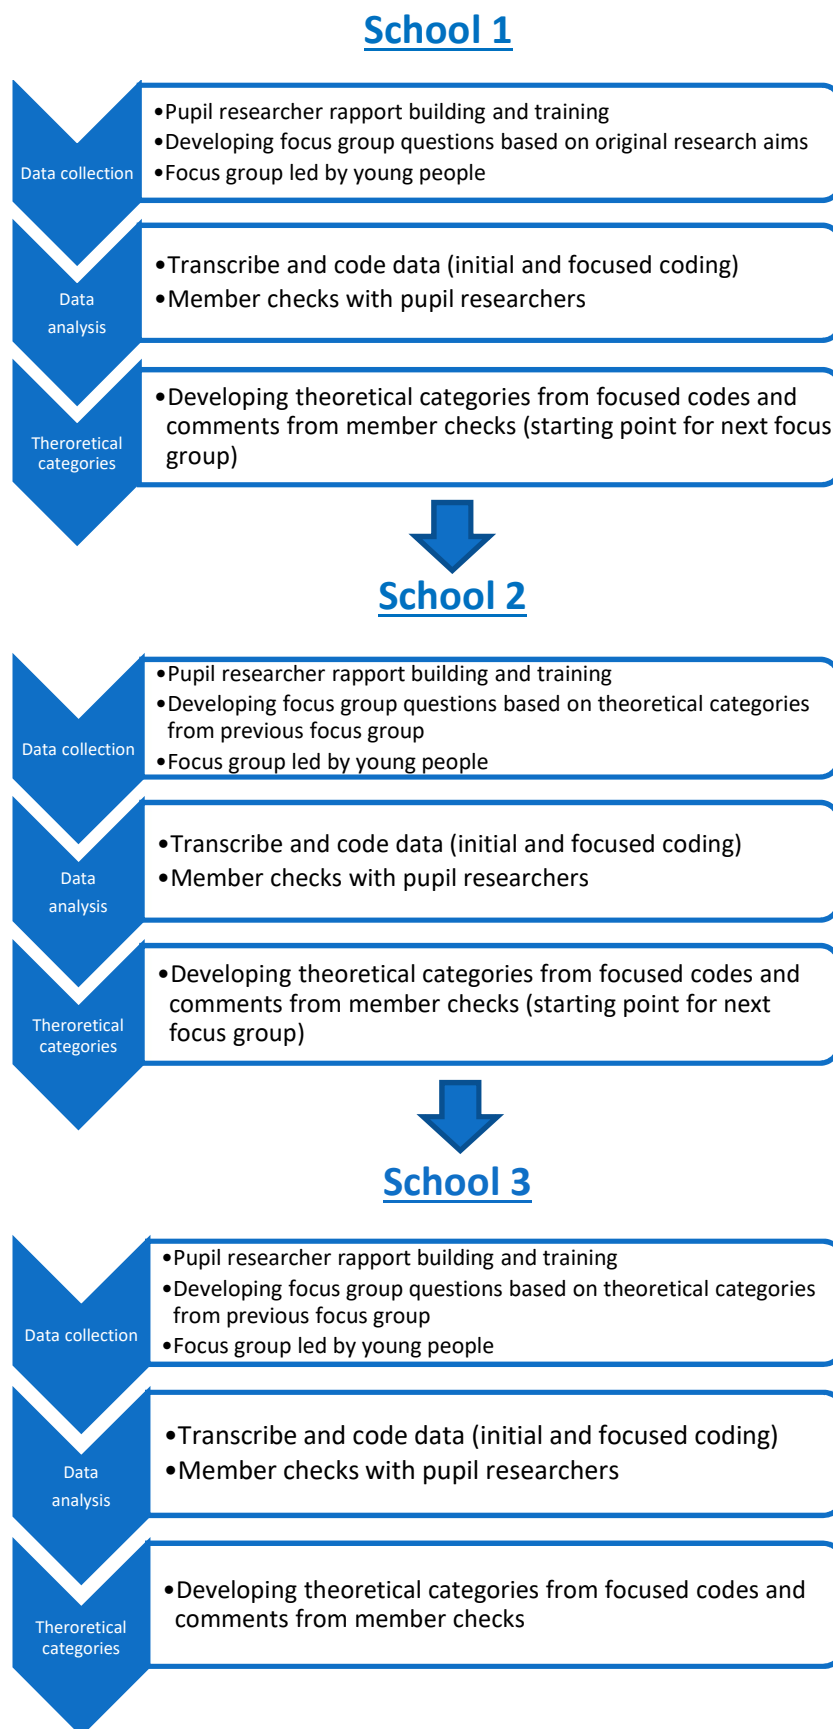 School 1
Data collection
•Pupil researcher rapport building and training
•Developing focus group questions based on original research aims
•Focus group led by young people
Data
analysis
•Transcribe and code data (initial and focused coding)
•Member checks with pupil researchers
Theroretical
categories
•Developing theoretical categories from focused codes and
comments from member checks (starting point for next focus
group)
School 2
Data collection
•Pupil researcher rapport building and training
•Developing focus group questions based on theoretical categories
from previous focus group
•Focus group led by young people
Data
analysis
•Transcribe and code data (initial and focused coding)
•Member checks with pupil researchers
Theroretical
categories
•Developing theoretical categories from focused codes and
comments from member checks (starting point for next
focus group)
School 3
Data collection
•Pupil researcher rapport building and training
•Developing focus group questions based on theoretical categories
from previous focus group
•Focus group led by young people
Data
analysis
•Transcribe and code data (initial and focused coding)
•Member checks with pupil researchers
Theroretical
categories
•Developing theoretical categories from focused codes and
comments from member checks